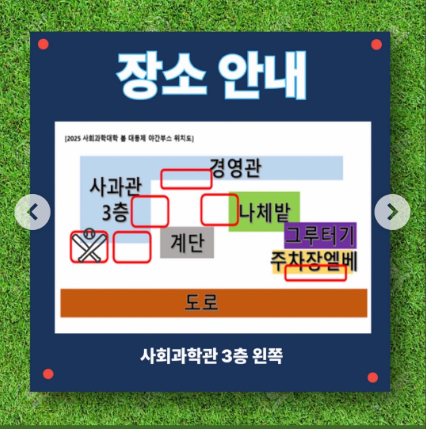 장소 안내
[2025 사회과학대학 봄 대동제 야간부스 위치도]
경영관
사과관
3층
나체밭
계단
그루터기
주차장엘베
도로
사회과학관 3층 왼쪽